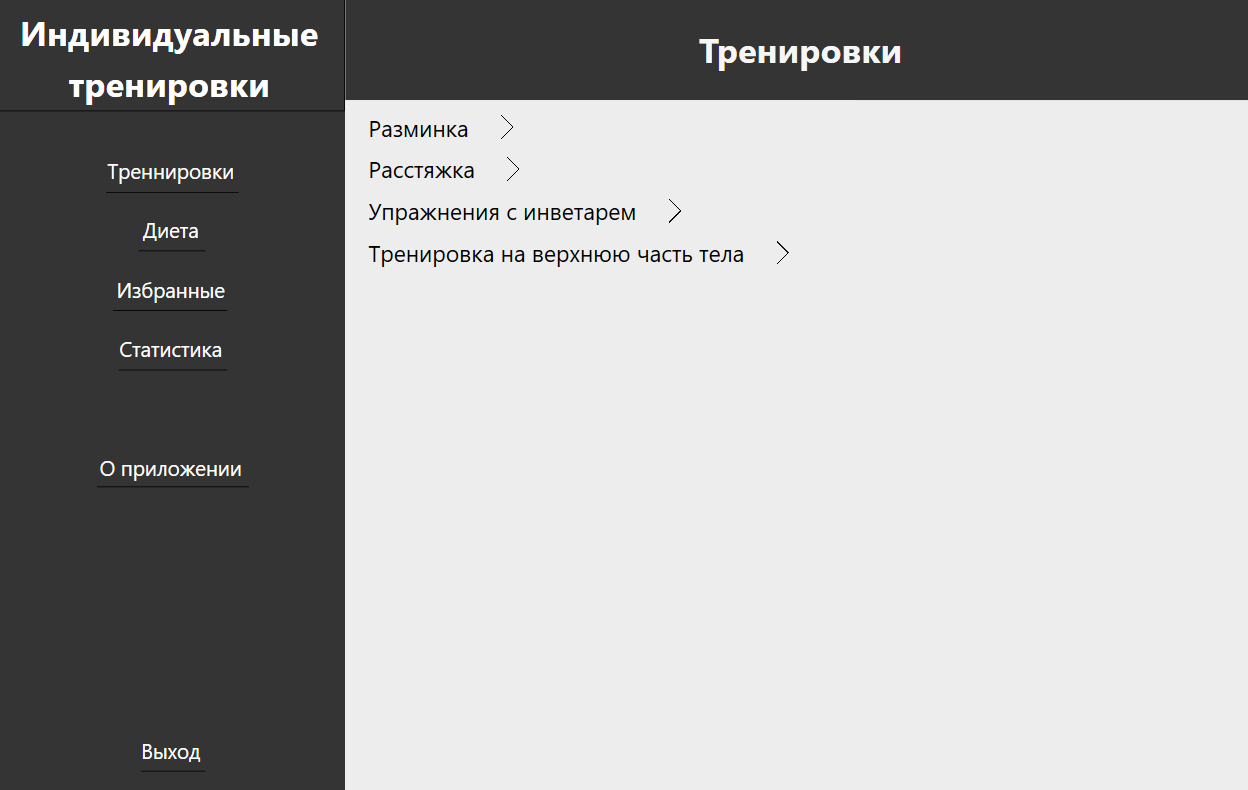 Индивидуальные
тренировки
Треннировки
Диета
Избранные
Статистика
О приложении
Выход
Тренировки
Разминка
Расстяжка
Упражнения с инветарем
Тренировка на верхнюю часть тела